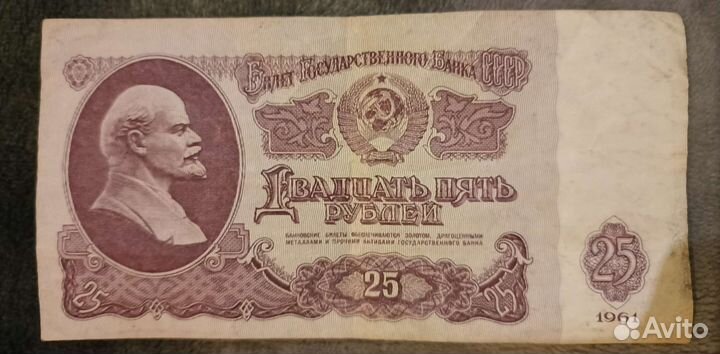 Билет Государственного Банка СССР
Двадцать пять
рублей
БАНКОВСКИЕ БИЛЕТЫ ОБЕСПЕЧИВАЮТСЯ ЗОЛОТОМ, ДРАГОЦЕННЫМИ
МЕТАЛЛАМИ И ПРОЧИМИ АКТИВАМИ ГОСУДАРСТВЕННОГО БАНКА
25
25
25
25
1961
Avito